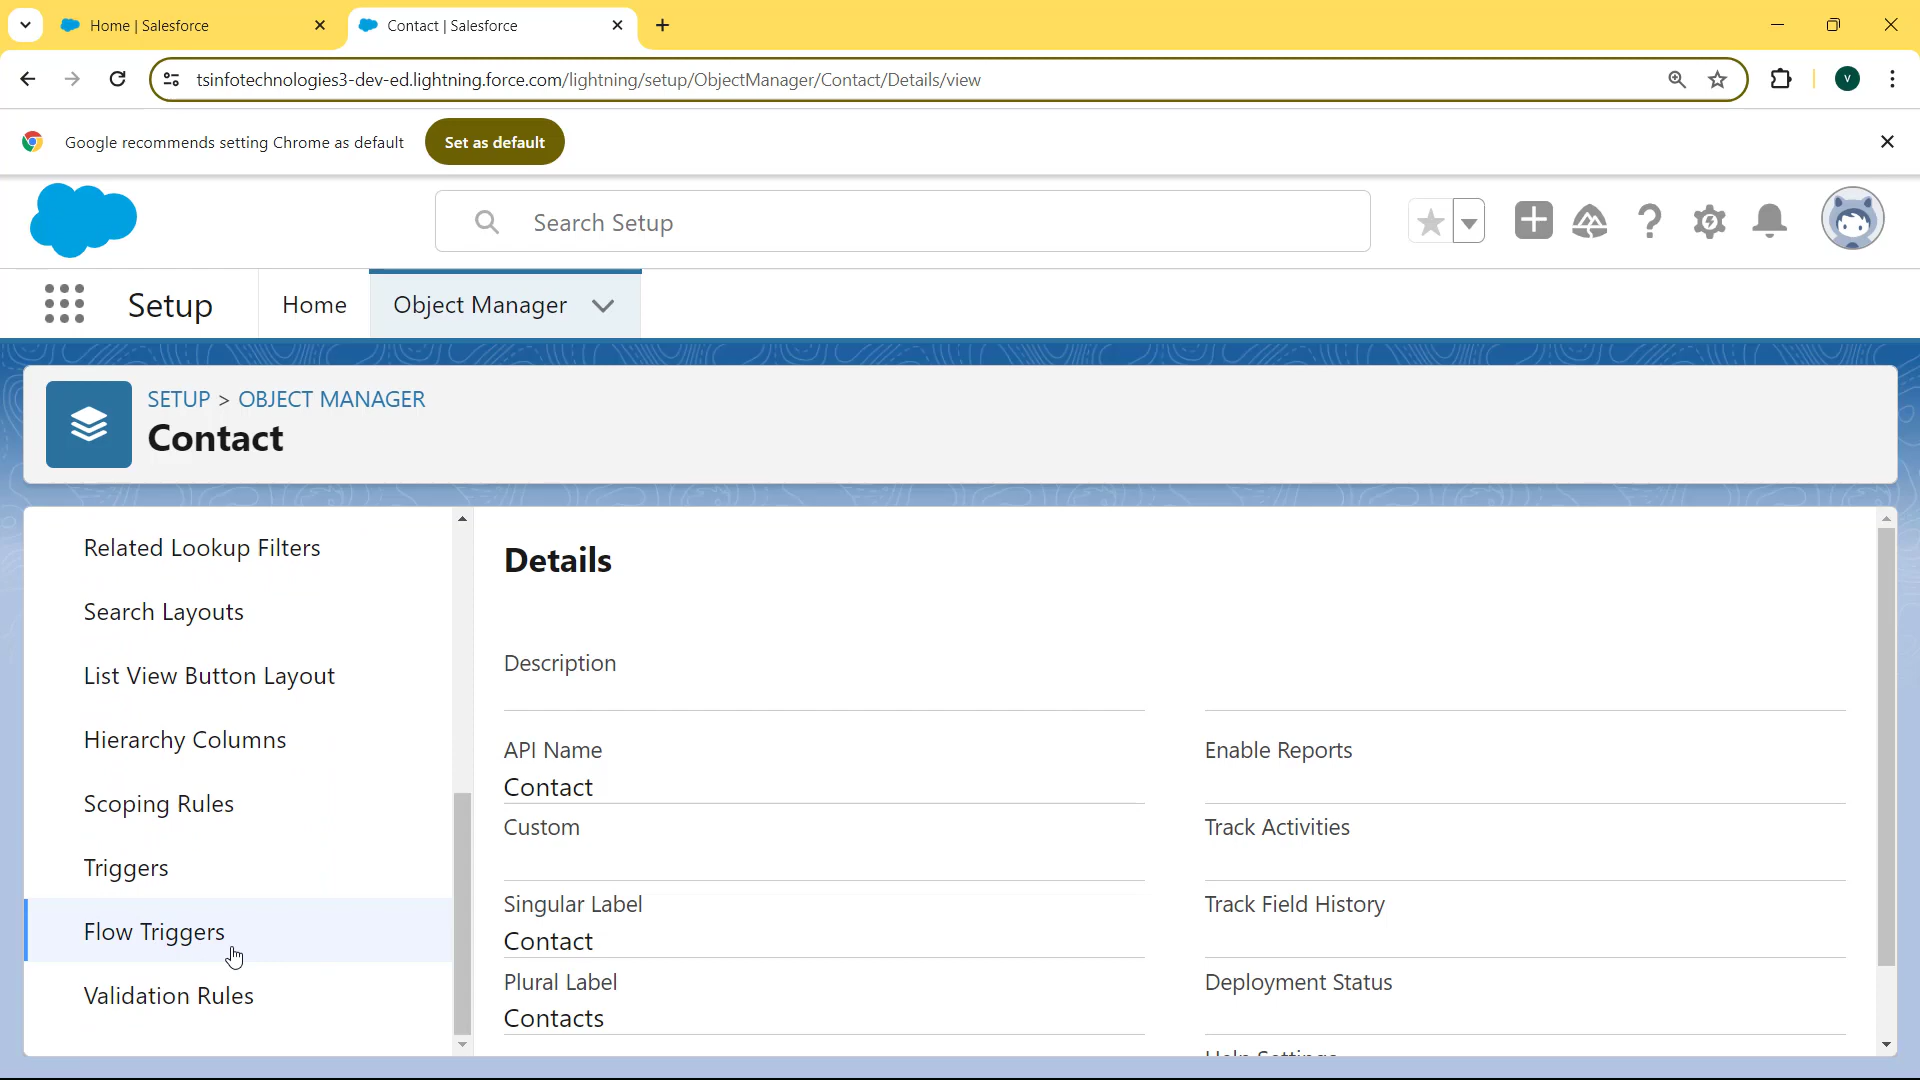 Home | Salesforce
Contact | Salesforce
tsinfotechnologies3-dev-ed.lightning.force.com/lightning/setup/ObjectManager/Contact/Details/view
V
Google recommends setting Chrome as default
Set as default
Search Setup
Setup
Home
Object Manager
SETUP > OBJECT MANAGER
Contact
Related Lookup Filters
Search Layouts
List View Button Layout
Hierarchy Columns
Scoping Rules
Triggers
Flow Triggers
Validation Rules
Details
Description
API Name
Contact
Enable Reports
Custom
Track Activities
Singular Label
Contact
Track Field History
Plural Label
Contacts
Deployment Status
Help Settings